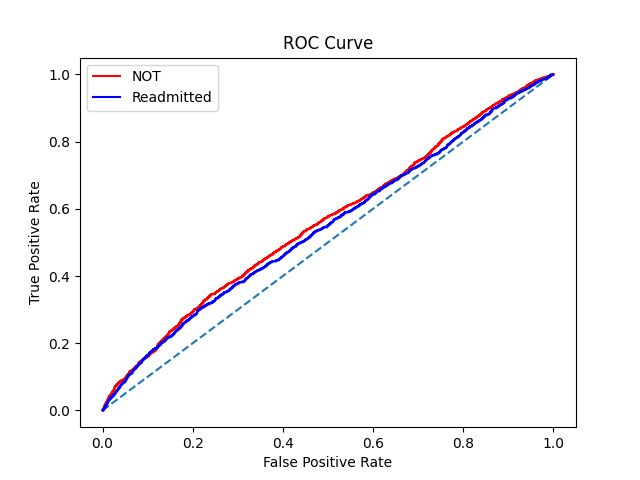 ROC Curve
NOT
Readmitted
True Positive Rate
1.0
0.8
0.6
0.4
0.2
0.0
0.0 0.2 0.4 0.6 0.8 1.0
False Positive Rate